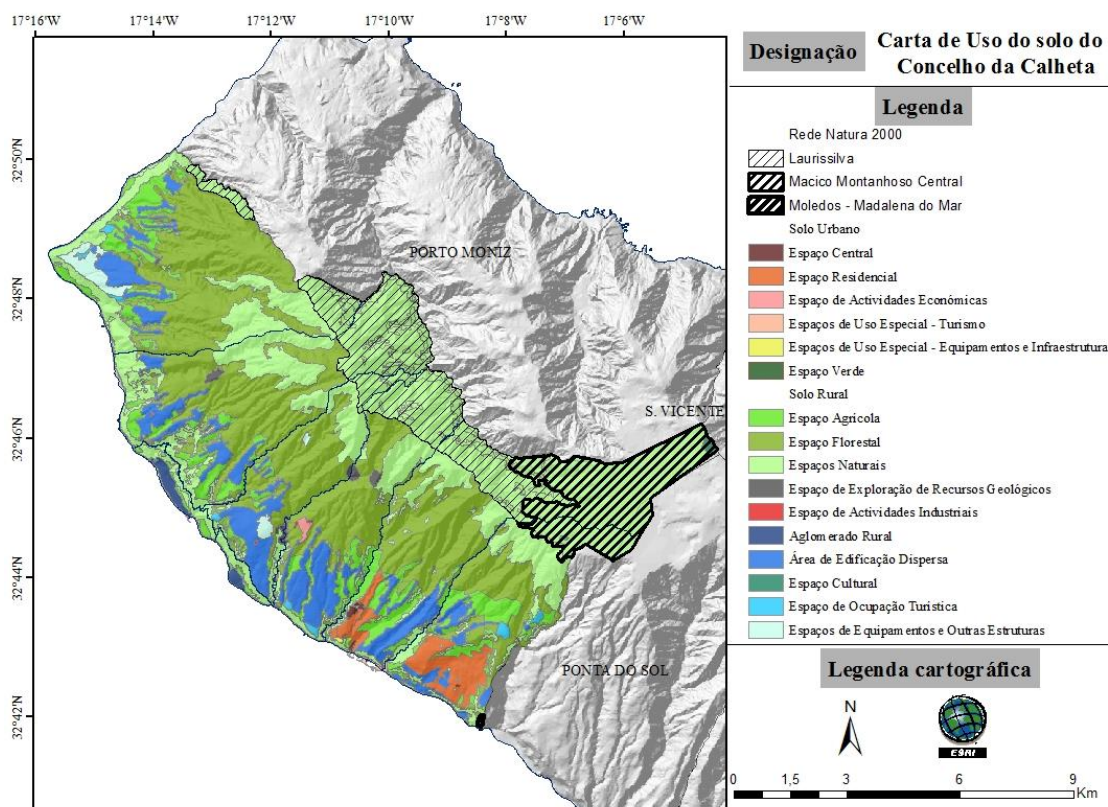 17°16'W 17°14'W 17°12'W 17°10'W 17°8'W 17°6'W
32°50'N
32°48'N
32°46'N
32°44'N
32°42'N
PORTO MONIZ
S. VICENTE
PONTA DO SOL
Designação
Carta de Uso do solo do
Concelho da Calheta
Legenda
Rede Natura 2000
Laurissilva
Macico Montanhoso Central
Moledos - Madalena do Mar
Solo Urbano
Espaço Central
Espaço Residencial
Espaço de Actividades Económicas
Espaços de Uso Especial - Turismo
Espaços de Uso Especial - Equipamentos e Infraestrutura
Espaço Verde
Solo Rural
Espaço Agrícola
Espaço Florestal
Espaços Naturais
Espaço de Exploração de Recursos Geológicos
Espaço de Actividades Industriais
Aglomerado Rural
Área de Edificação Dispersa
Espaço Cultural
Espaço de Ocupação Turistica
Espaços de Equipamentos e Outras Estruturas
Legenda cartográfica
N
ESRI
0 1,5 3 6 9
Km